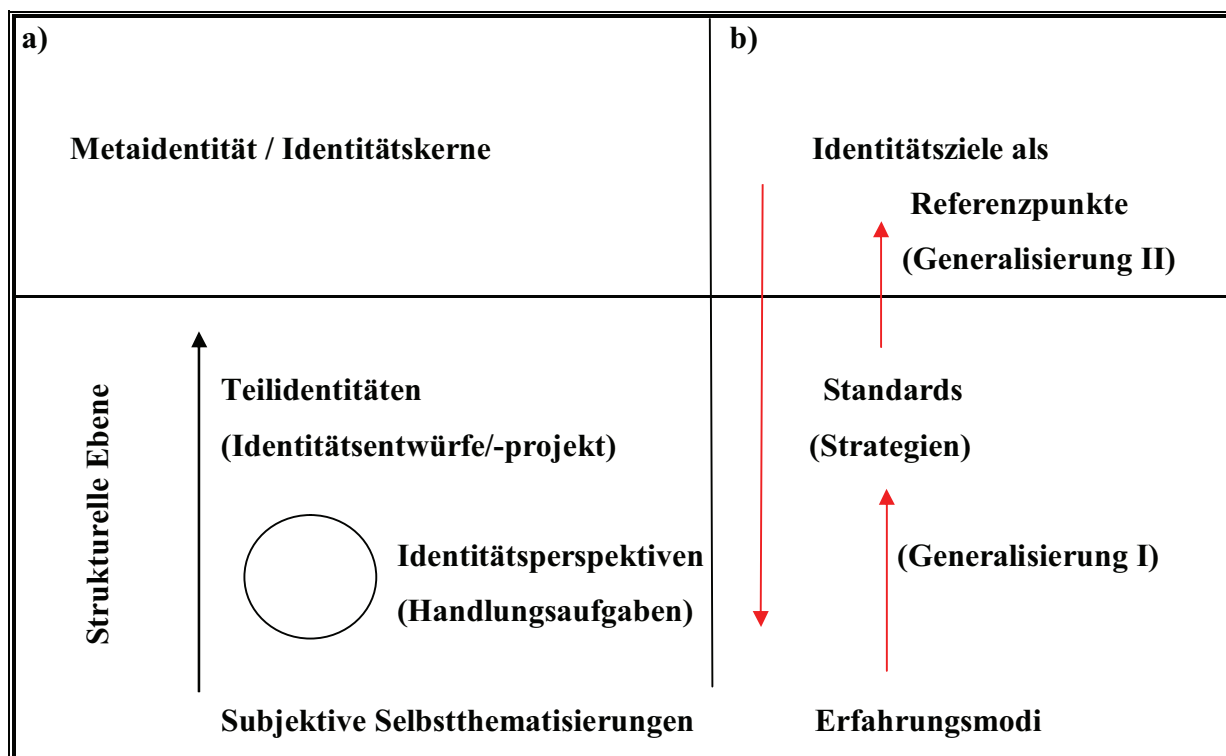 a)
Metaidentität / Identitätskerne
Strukturelle Ebene
Teilidentitäten
(Identitätsentwürfe/-projekt)
Identitätsperspektiven
(Handlungsaufgaben)
Subjektive Selbstthematisierungen
b)
Identitätsziele als
Referenzpunkte
(Generalisierung II)
Standards
(Strategien)
(Generalisierung I)
Erfahrungsmodi